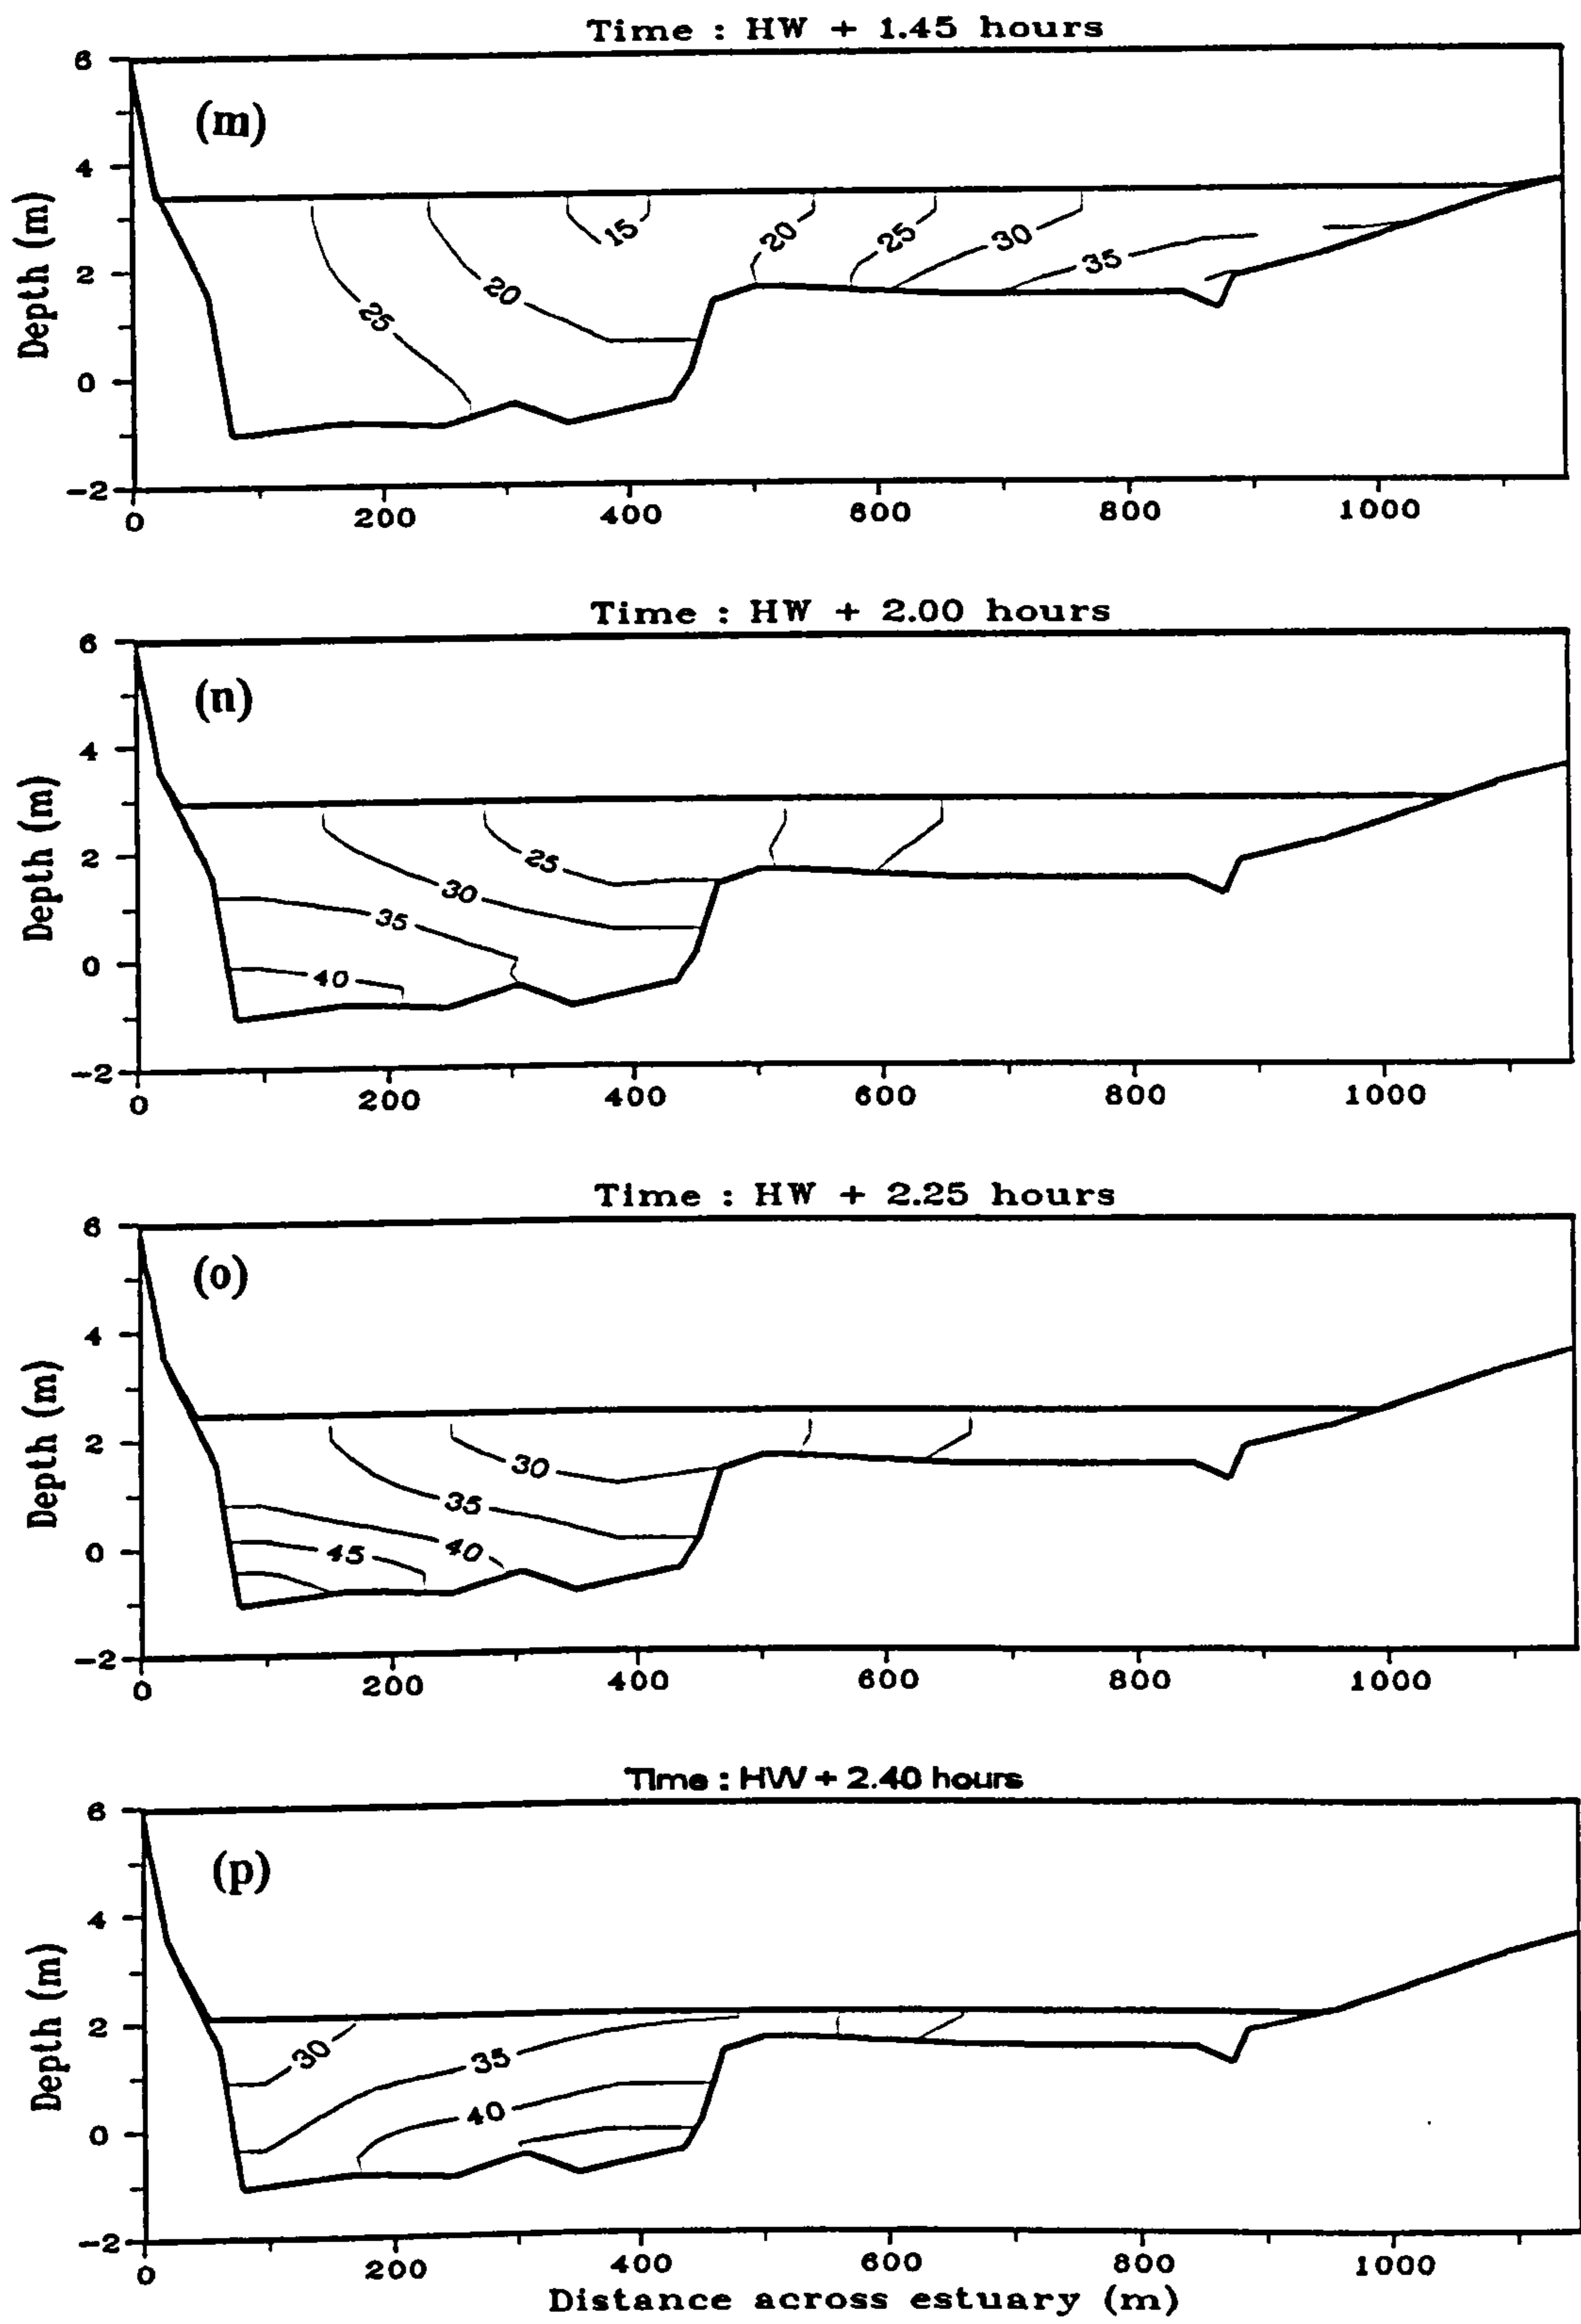 Time : HW + 1.45 hours
6
(m)
4
Depth (m)
2
0
-2
15
20
25
30
35
20
25
0 200 400 600 800 1000
Time : HW + 2.00 hours
6
(n)
4
Depth (m)
2
0
-2
25
30
35
40
0 200 400 600 800 1000
Time : HW + 2.25 hours
6
(o)
4
Depth (m)
2
0
-2
30
35
40
45
0 200 400 600 800 1000
Time : HW + 2.40 hours
6
(p)
4
Depth (m)
2
0
-2
30
35
40
0 200 400 600 800 1000
Distance across estuary (m)